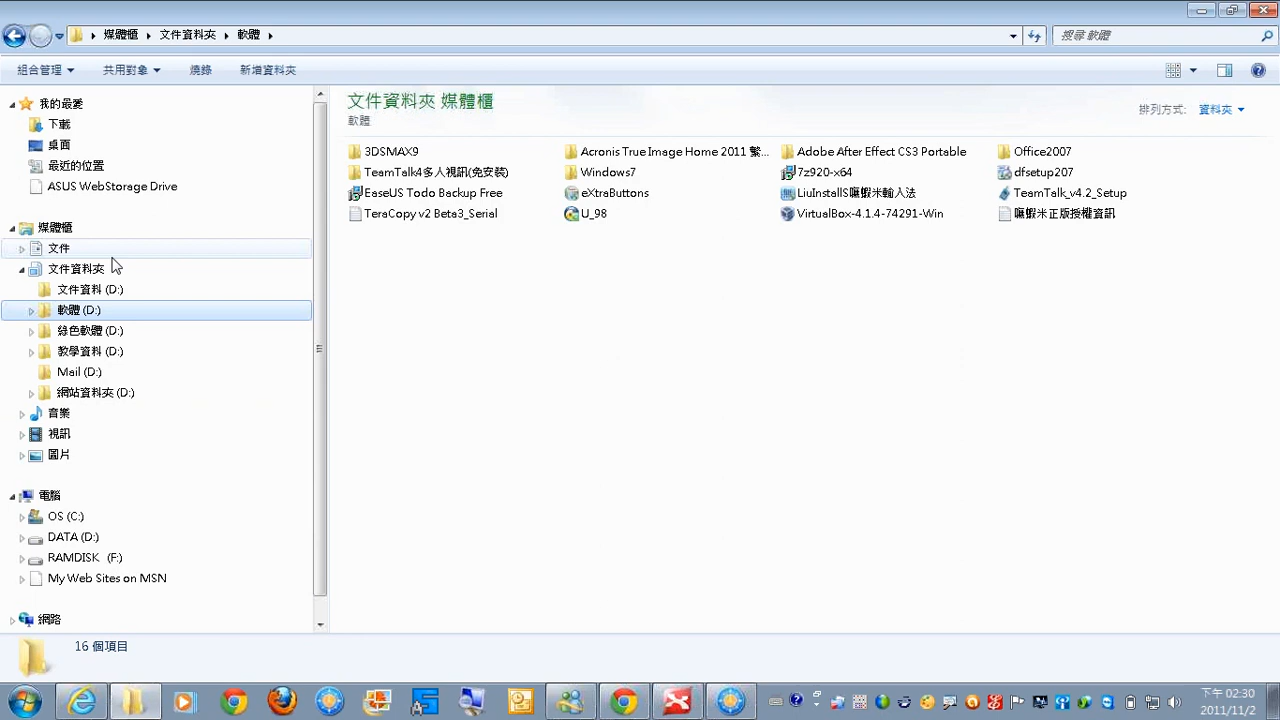 媒體櫃 文件資料夾 軟體
搜尋 軟體
組合管理 共用對象 燒錄 新增資料夾
我的最愛
下載
桌面
最近的位置
ASUS WebStorage Drive
媒體櫃
文件
文件資料夾
文件資料 (D:)
軟體 (D:)
綠色軟體 (D:)
教學資料 (D:)
Mail (D:)
網站資料夾 (D:)
音樂
視訊
圖片
電腦
OS (C:)
DATA (D:)
RAMDISK (F:)
My Web Sites on MSN
網路
文件資料夾 媒體櫃
軟體
排列方式: 資料夾
3DSMAX9 Acronis True Image Home 2011 繁... Adobe After Effect CS3 Portable Office2007
TeamTalk4多人視訊(免安裝) Windows7 7z920-x64 dfsetup207
EaseUS Todo Backup Free eXtraButtons LiuInstallS嘸蝦米輸入法 TeamTalk_v4.2_Setup
TeraCopy v2 Beta3_Serial U_98 VirtualBox-4.1.4-74291-Win 嘸蝦米正版授權資訊
16 個項目
下午 02:30
2011/11/2